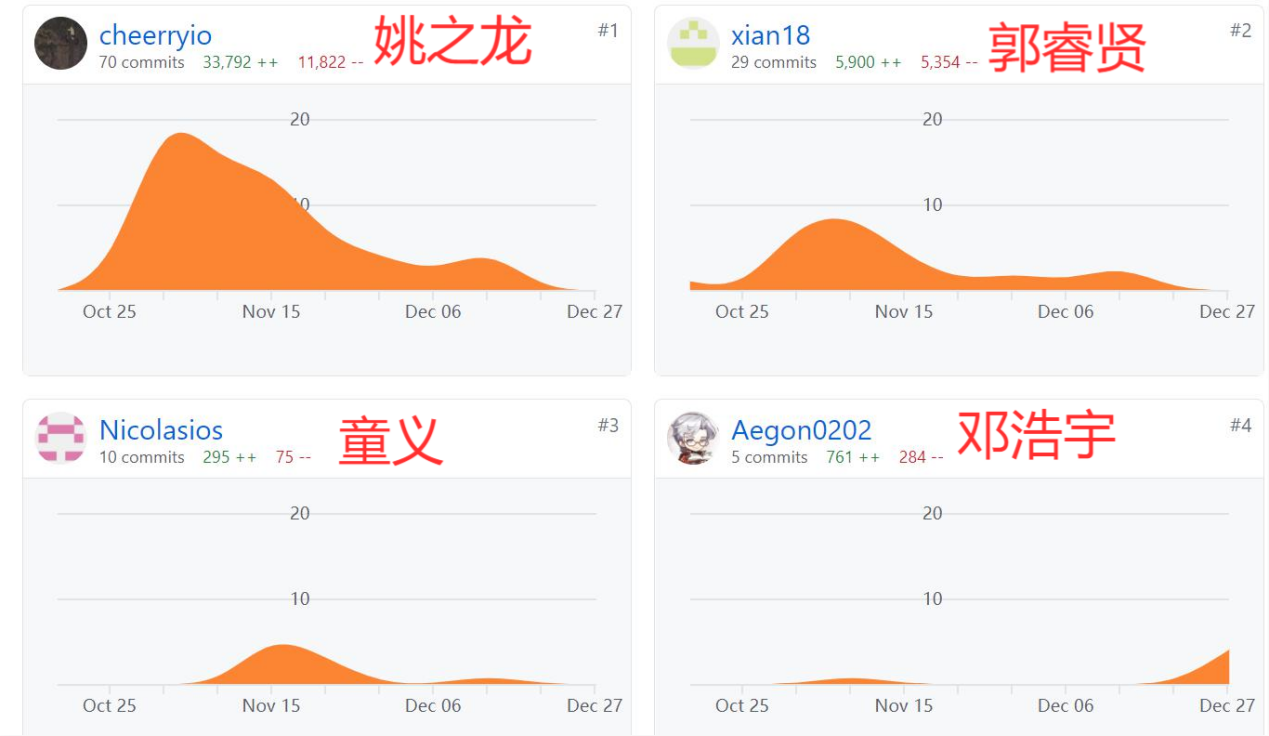 cheerryio 姚之龙 #1
70 commits 33,792 ++ 11,822 --
20
10
Oct 25 Nov 15 Dec 06 Dec 27
xian18 郭睿贤 #2
29 commits 5,900 ++ 5,354 --
20
10
Oct 25 Nov 15 Dec 06 Dec 27
Nicolasios 童义 #3
10 commits 295 ++ 75 --
20
10
Oct 25 Nov 15 Dec 06 Dec 27
Aegon0202 邓浩宇 #4
5 commits 761 ++ 284 --
20
10
Oct 25 Nov 15 Dec 06 Dec 27